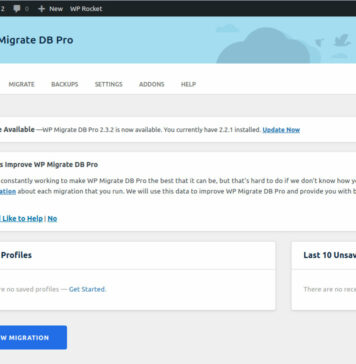 2 0 + New WP Rocket
Migrate DB Pro
MIGRATE BACKUPS SETTINGS ADDONS HELP
Available —WP Migrate DB Pro 2.3.2 is now available. You currently have 2.2.1 installed. Update Now
s Improve WP Migrate DB Pro
constantly working to make WP Migrate DB Pro the best that it can be, but that's hard to do if we don't know how yo
ation about each migration that you run. We will use this data to improve WP Migrate DB Pro and provide you with b
Like to Help | No
Profiles
Last 10 Unsav
re no saved profiles — Get Started.
There are no rece
W MIGRATION